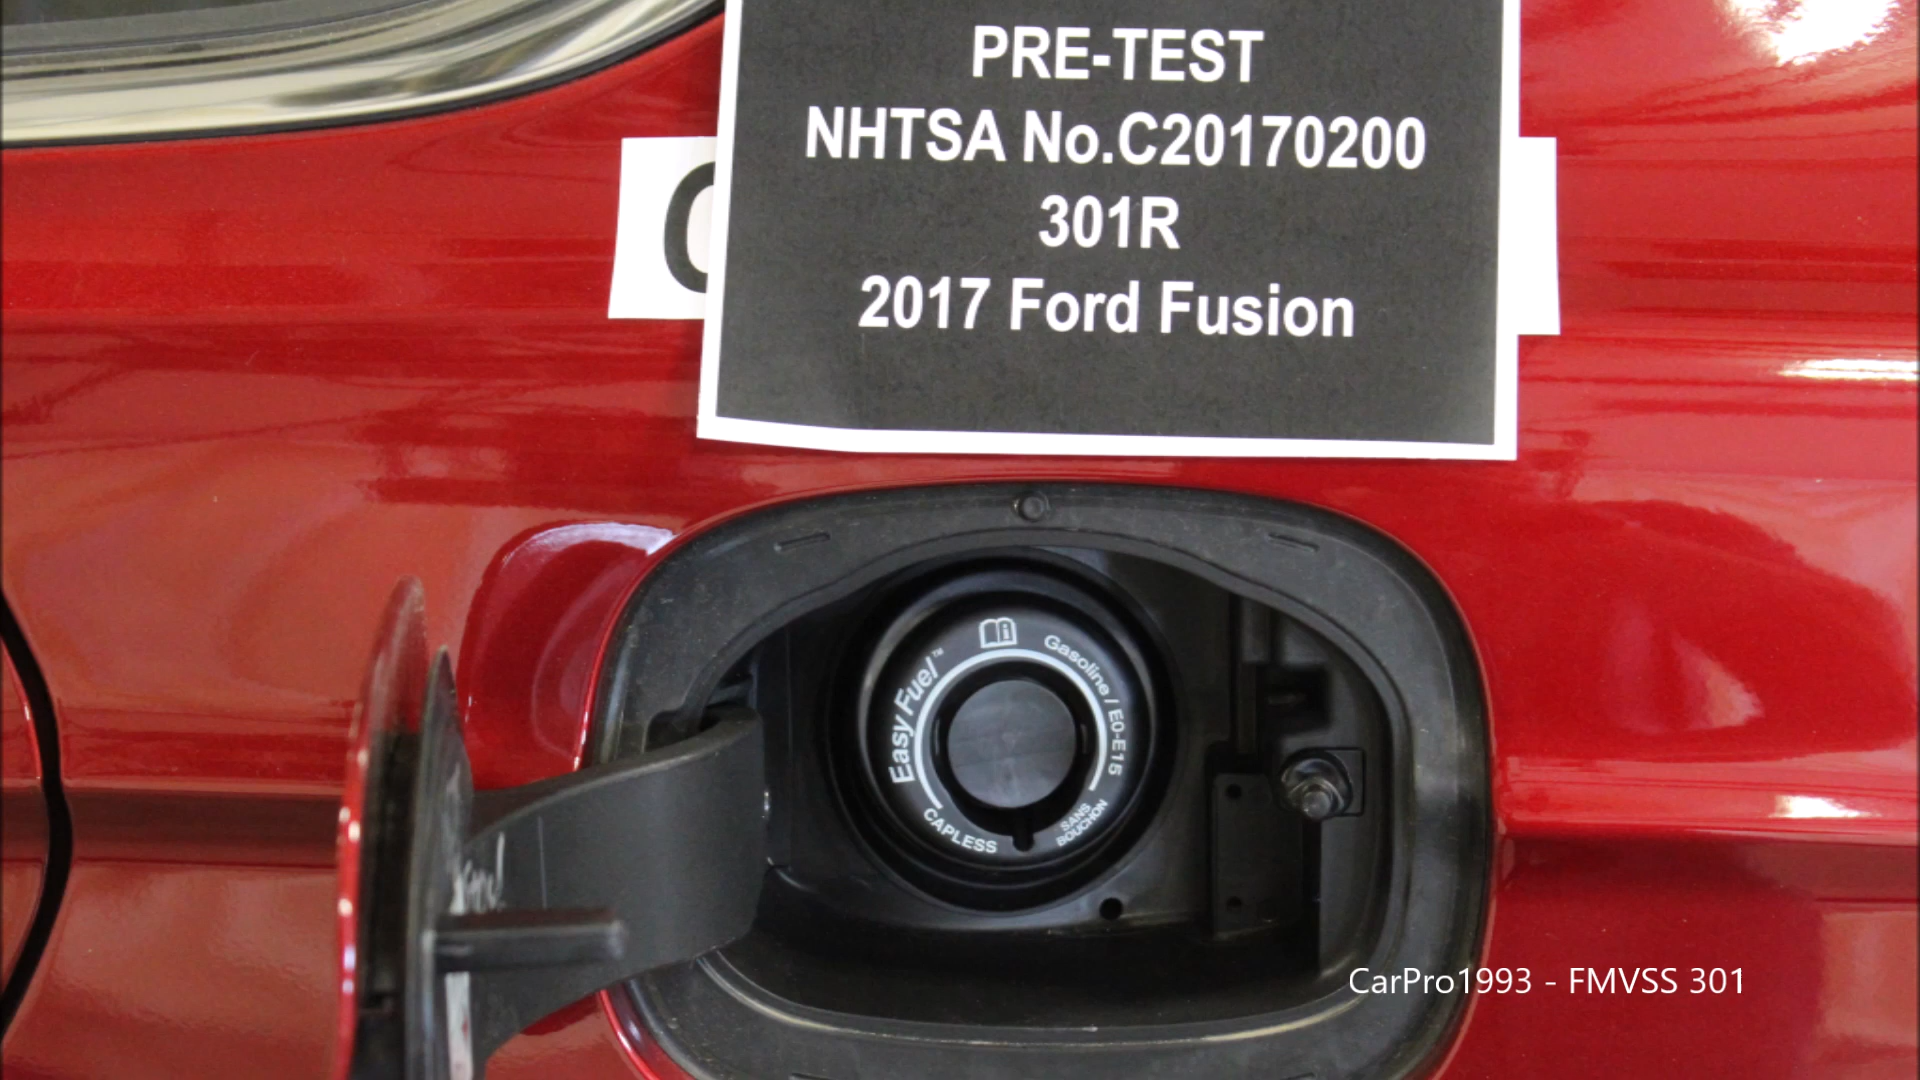 PRE-TEST
NHTSA No.C20170200
301R
2017 Ford Fusion
Easy Fuel™
Gasoline / E0-E15
CAPLESS
SANS
BOUCHON
CarPro1993 - FMVSS 301